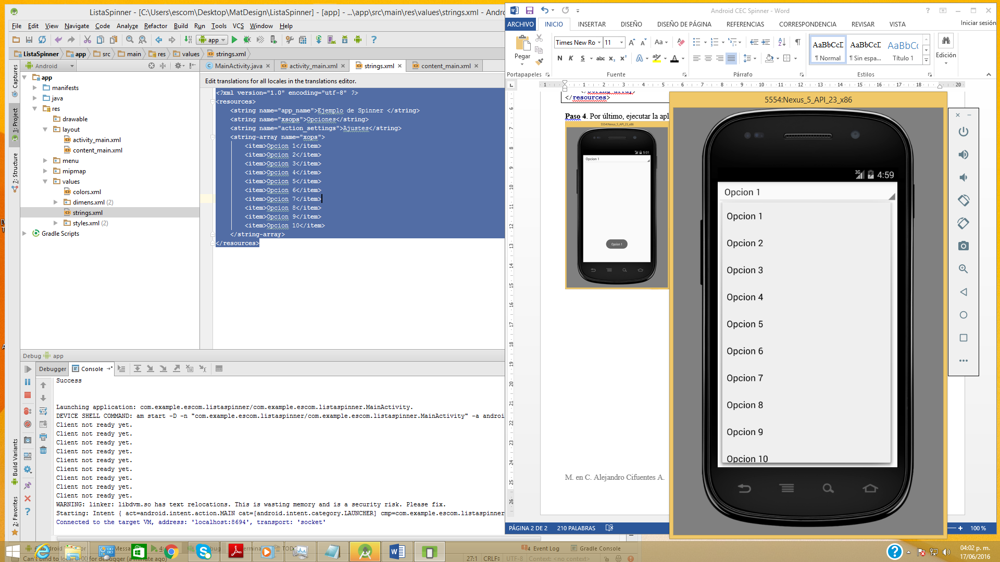 ListaSpinner - [C:\Users\escom\Desktop\MatDesign\ListaSpinner] - [app] - ...\app\src\main\res\values\strings.xml - Andro
File Edit View Navigate Code Analyze Refactor Build Run Tools VCS Window Help
app
ListaSpinner app src main res values strings.xml
Android
MainActivity.java activity_main.xml strings.xml content_main.xml
Edit translations for all locales in the translations editor.
Captures
1: Project
7: Structure
Build Variants
2: Favorites
app
manifests
java
res
drawable
layout
activity_main.xml
content_main.xml
menu
mipmap
values
colors.xml
dimens.xml (2)
strings.xml
styles.xml (2)
Gradle Scripts
<?xml version="1.0" encoding="utf-8" ?>
<resources>
<string name="app_name">Ejemplo de Spinner </string>
<string name="xsops">Opciones</string>
<string name="action_settings">Ajustes</string>
<string-array name="xops">
<item>Opcion 1</item>
<item>Opcion 2</item>
<item>Opcion 3</item>
<item>Opcion 4</item>
<item>Opcion 5</item>
<item>Opcion 6</item>
<item>Opcion 7</item>
<item>Opcion 8</item>
<item>Opcion 9</item>
<item>Opcion 10</item>
</string-array>
</resources>
Debug app
Debugger Console
Success
Launching application: com.example.escom.listaspinner/com.example.escom.listaspinner.MainActivity.
DEVICE SHELL COMMAND: am start -D -n "com.example.escom.listaspinner/com.example.escom.listaspinner.MainActivity" -a androi
Client not ready yet.
Client not ready yet.
Client not ready yet.
Client not ready yet.
Client not ready yet.
Client not ready yet.
Client not ready yet.
Client not ready yet.
Client not ready yet.
WARNING: linker: libdvm.so has text relocations. This is wasting memory and is a security risk. Please fix.
Starting: Intent { act=android.intent.action.MAIN cat=[android.intent.category.LAUNCHER] cmp=com.example.escom.listaspinner
Connected to the target VM, address: 'localhost:8694', transport: 'socket'
Android CEC Spinner - Word
ARCHIVO INICIO INSERTAR DISEÑO DISEÑO DE PÁGINA REFERENCIAS CORRESPONDENCIA REVISAR VISTA Iniciar sesión
Pegar
Times New Ro 11
N K S abc x₂ x²
AaBbCcD AaBbCcD AaBbCc
¶ Normal ¶ Sin espa... Título 1
Edición
Portapapeles Fuente Párrafo Estilos
</resources>
Paso 4. Por último, ejecutar la apl
5554:Nexus_5_API_23_x86
5:01
Opcion 1
Opcion 1
M. en C. Alejandro Cifuentes A.
PÁGINA 2 DE 2 210 PALABRAS
100 %
5554:Nexus_5_API_23_x86
3G 4:59
Opcion 1
Opcion 1
Opcion 2
Opcion 3
Opcion 4
Opcion 5
Opcion 6
Opcion 7
Opcion 8
Opcion 9
Opcion 10
Event Log Gradle Console
Can't bind to local 8700 for debugger (a minute ago)
27:1 CRLF UTF-8 Context: <no context>
04:02 p. m.
17/06/2016